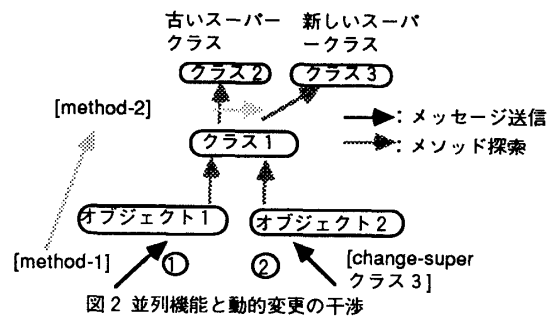 古いスーパー
クラス
新しいスーパ
ークラス
クラス2
クラス3
[method-2]
: メッセージ送信
クラス1
: メソッド探索
オブジェクト1
オブジェクト2
[method-1]
①
②
[change-super
クラス3]
図2 並列機能と動的変更の干渉